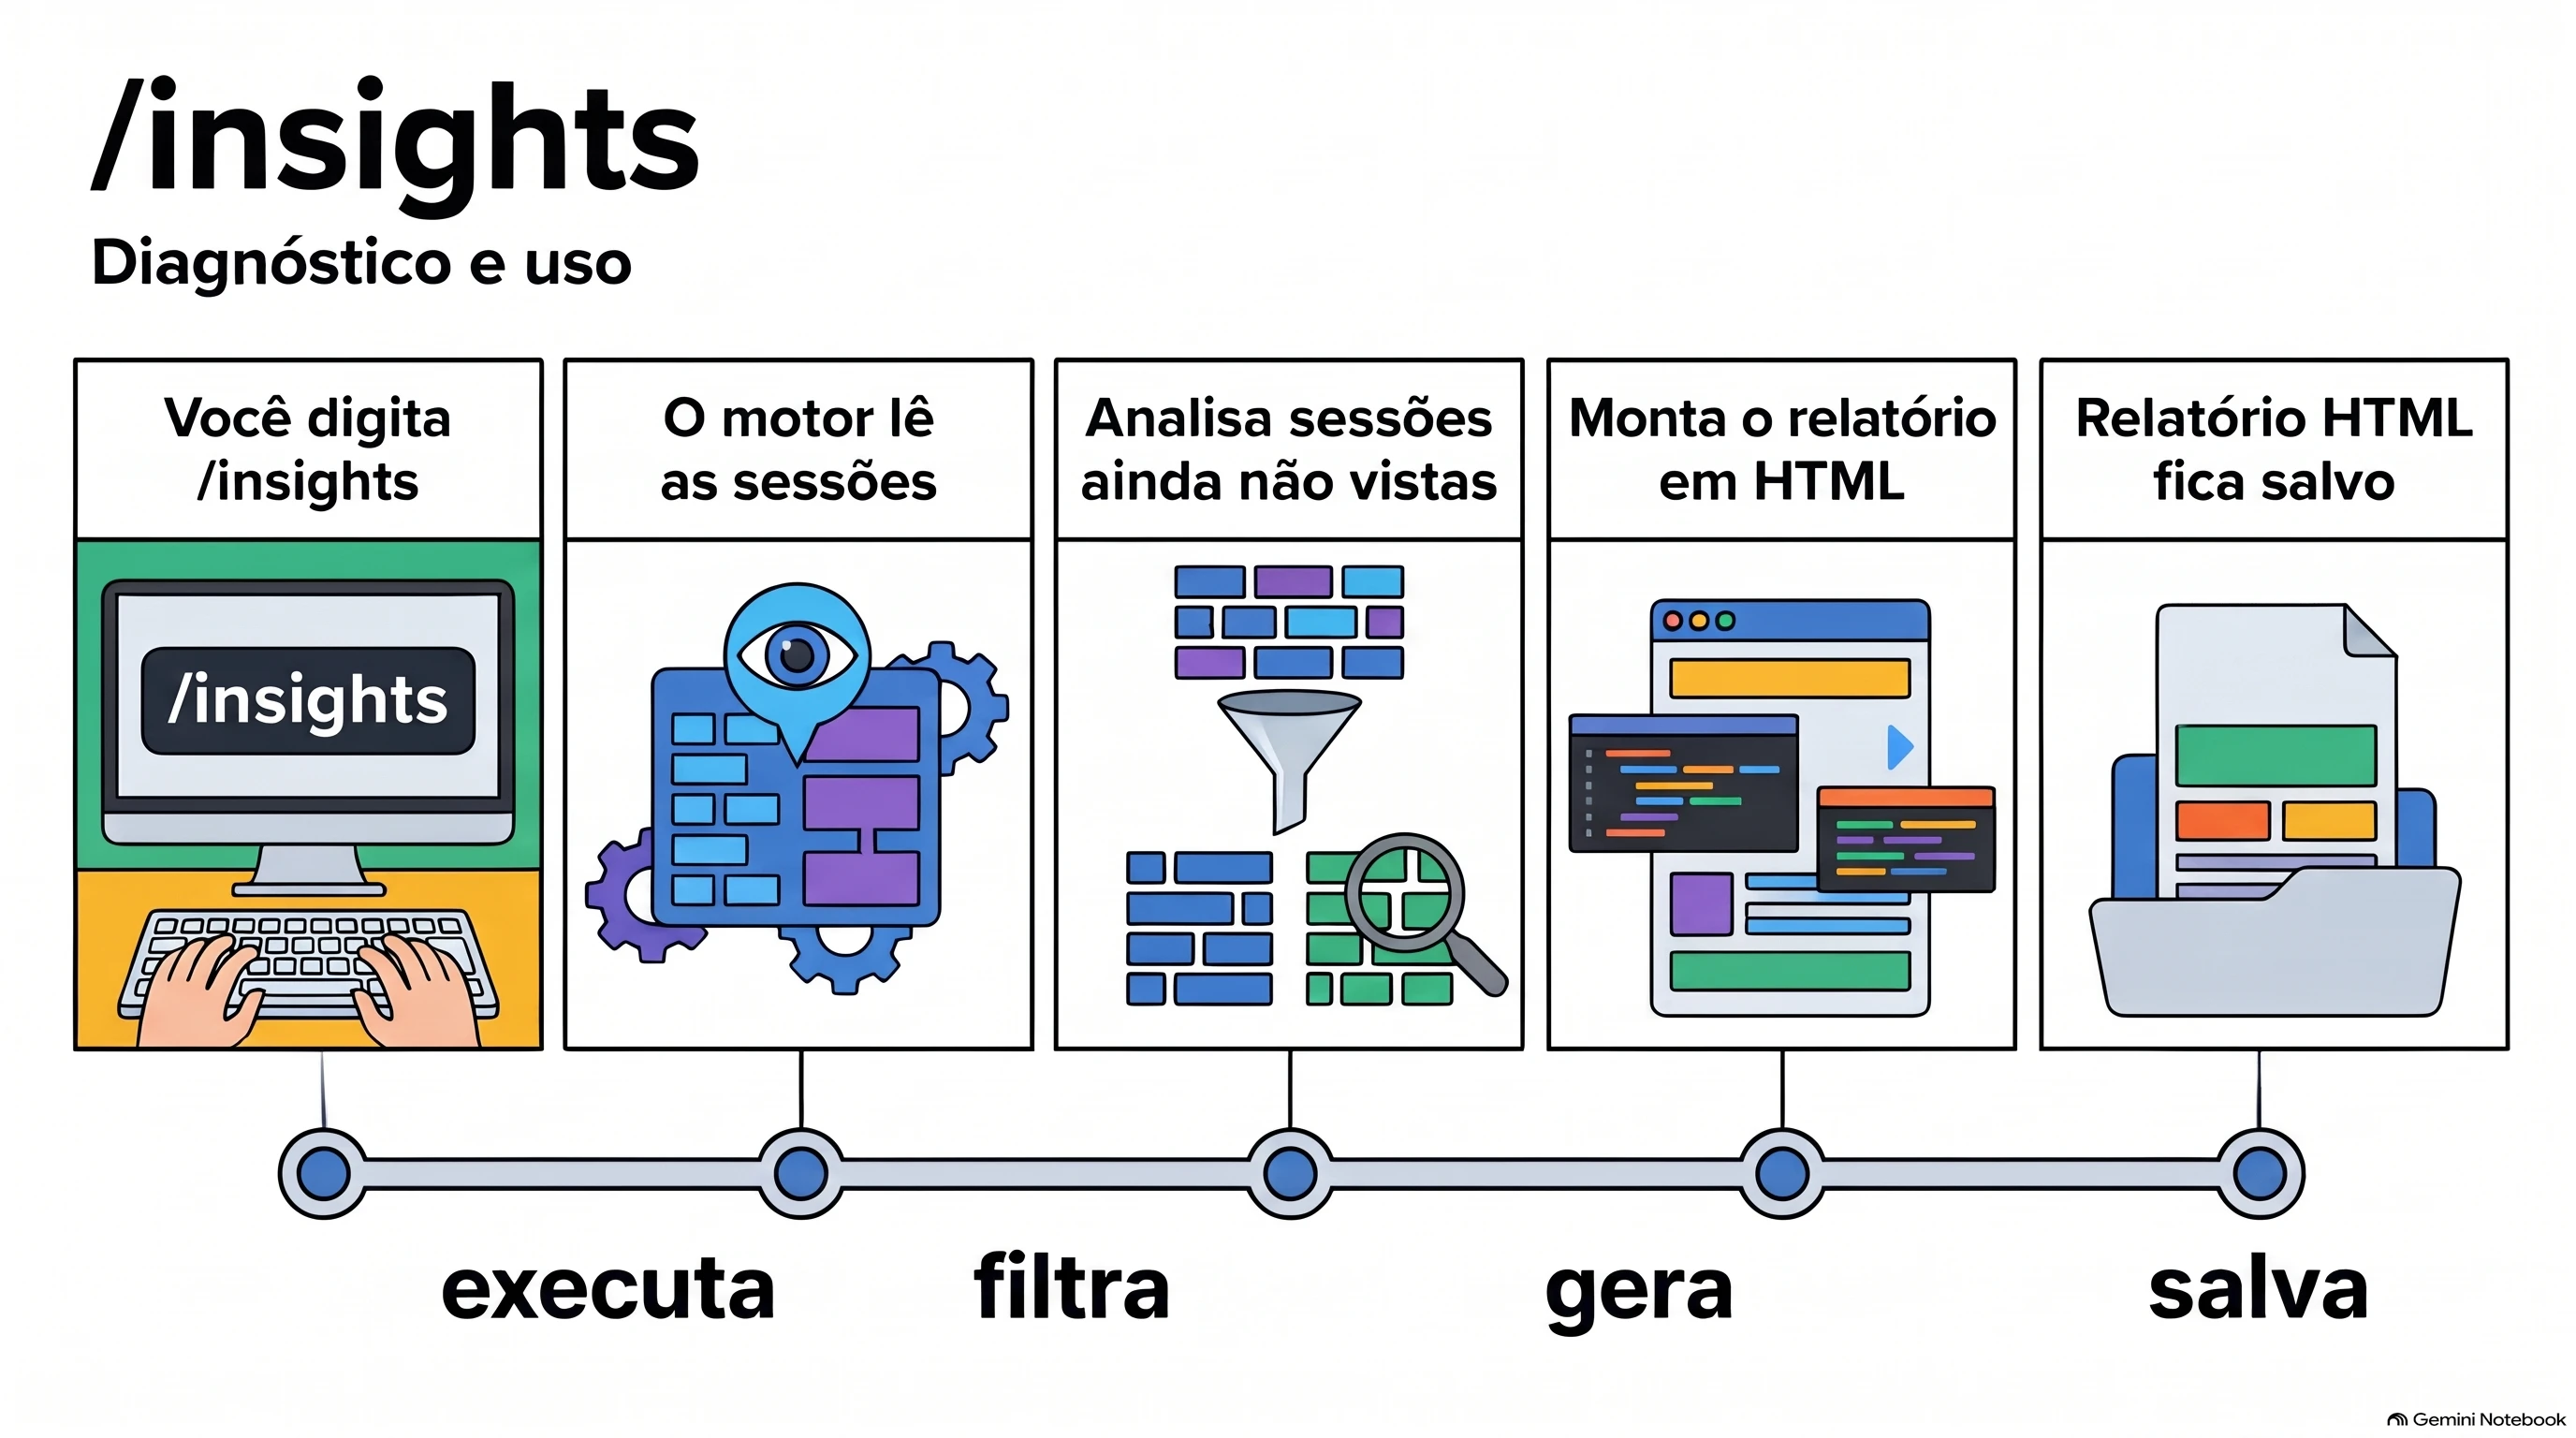 /insights
Diagnóstico e uso
Você digita
/insights
O motor lê
as sessões
Analisa sessões
ainda não vistas
Monta o relatório
em HTML
Relatório HTML
fica salvo
/insights
executa
filtra
gera
salva
Gemini Notebook